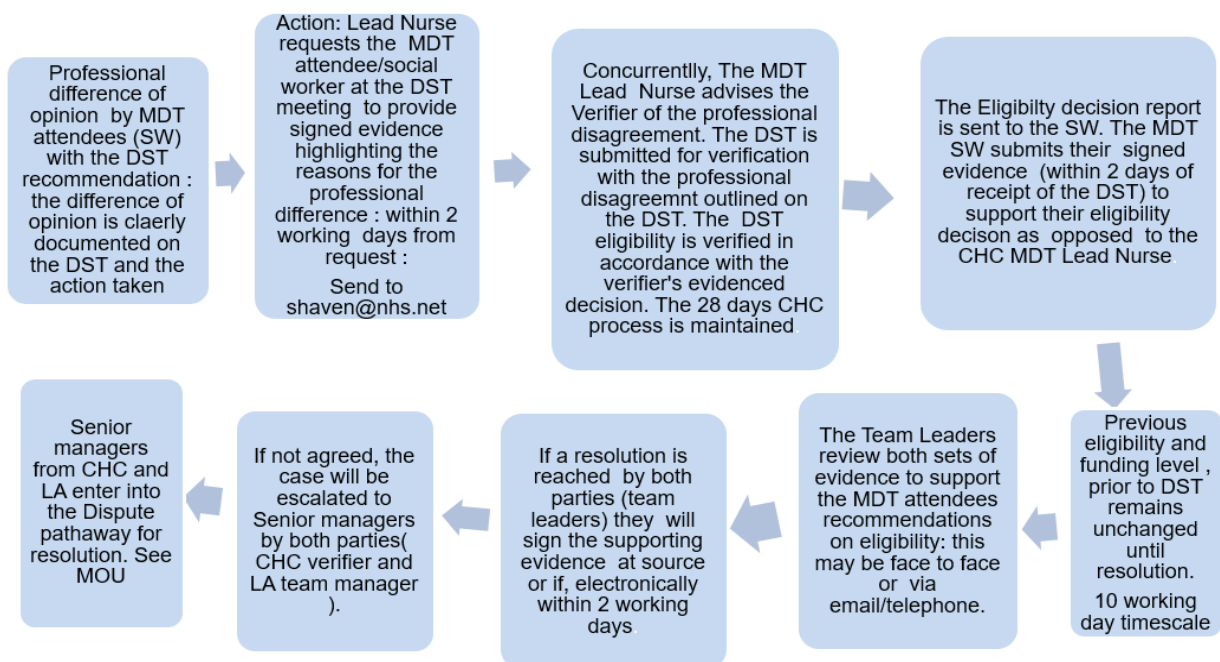 Professional
difference of
opinion by MDT
attendees (SW)
with the DST
recommendation :
the difference of
opinion is claerly
documented on
the DST and the
action taken
Action: Lead Nurse
requests the MDT
attendee/social
worker at the DST
meeting to provide
signed evidence
highlighting the
reasons for the
professional
difference : within 2
working days from
request :
Send to
shaven@nhs.net
Concurrentlly, The MDT
Lead Nurse advises the
Verifier of the professional
disagreement. The DST is
submitted for verification
with the professional
disagreemnt outlined on
the DST. The DST
eligibility is verified in
accordance with the
verifier's evidenced
decision. The 28 days CHC
process is maintained
The Eligibilty decision report
is sent to the SW. The MDT
SW submits their signed
evidence (within 2 days of
receipt of the DST) to
support their eligibility
decison as opposed to the
CHC MDT Lead Nurse
Previous
eligibility and
funding level ,
prior to DST
remains
unchanged
until
resolution.
10 working
day timescale
The Team Leaders
review both sets of
evidence to support
the MDT attendees
recommendations
on eligibility: this
may be face to face
or via
email/telephone.
If a resolution is
reached by both
parties (team
leaders) they will
sign the supporting
evidence at source
or if, electronically
within 2 working
days.
If not agreed, the
case will be
escalated to
Senior managers
by both parties(
CHC verifier and
LA team manager
).
Senior
managers
from CHC and
LA enter into
the Dispute
pathaway for
resolution. See
MOU